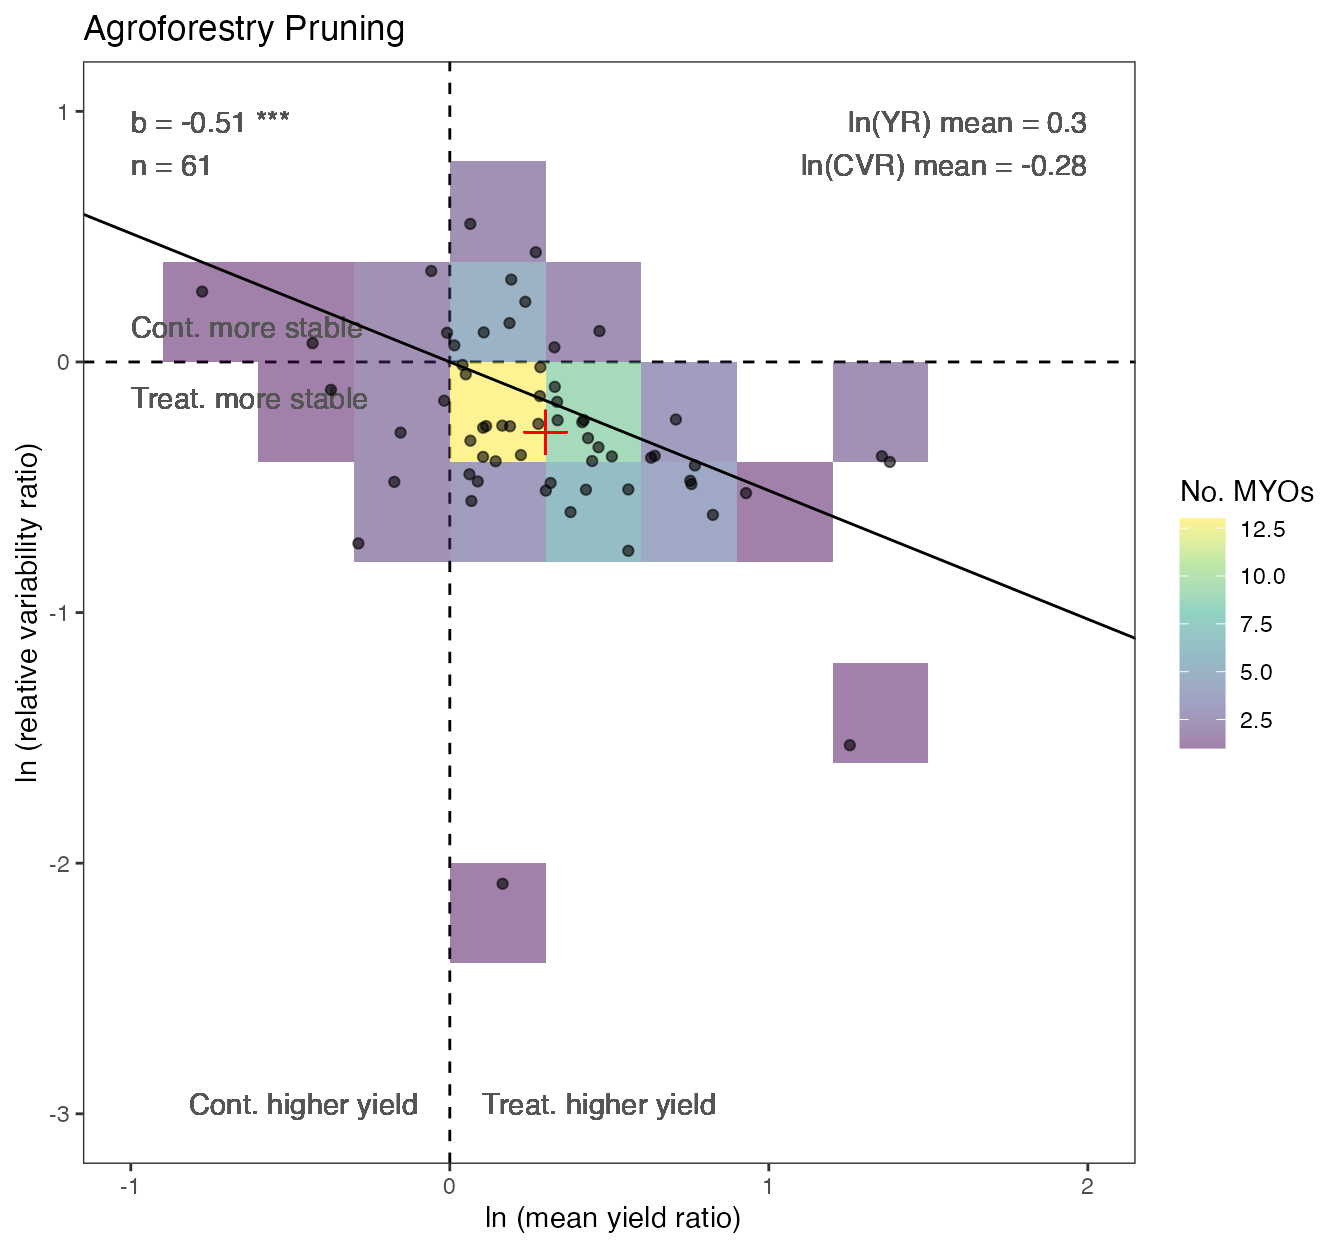 Agroforestry Pruning
b = -0.51 ***
n = 61
ln(YR) mean = 0.3
ln(CVR) mean = -0.28
Cont. more stable
Treat. more stable
Cont. higher yield
Treat. higher yield
1
0
-1
-2
-3
ln (relative variability ratio)
-1
0
1
2
ln (mean yield ratio)
No. MYOs
12.5
10.0
7.5
5.0
2.5